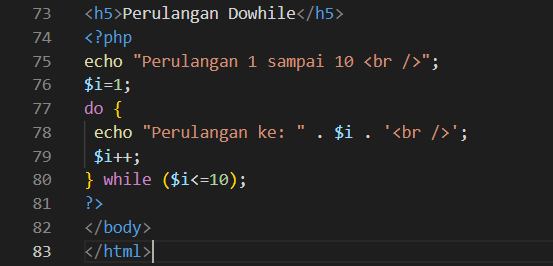 73 <h5>Perulangan Dowhile</h5>
74 <?php
75 echo "Perulangan 1 sampai 10 <br />";
76 $i=1;
77 do {
78  echo "Perulangan ke: " . $i . '<br />';
79  $i++;
80 } while ($i<=10);
81 ?>
82 </body>
83 </html>